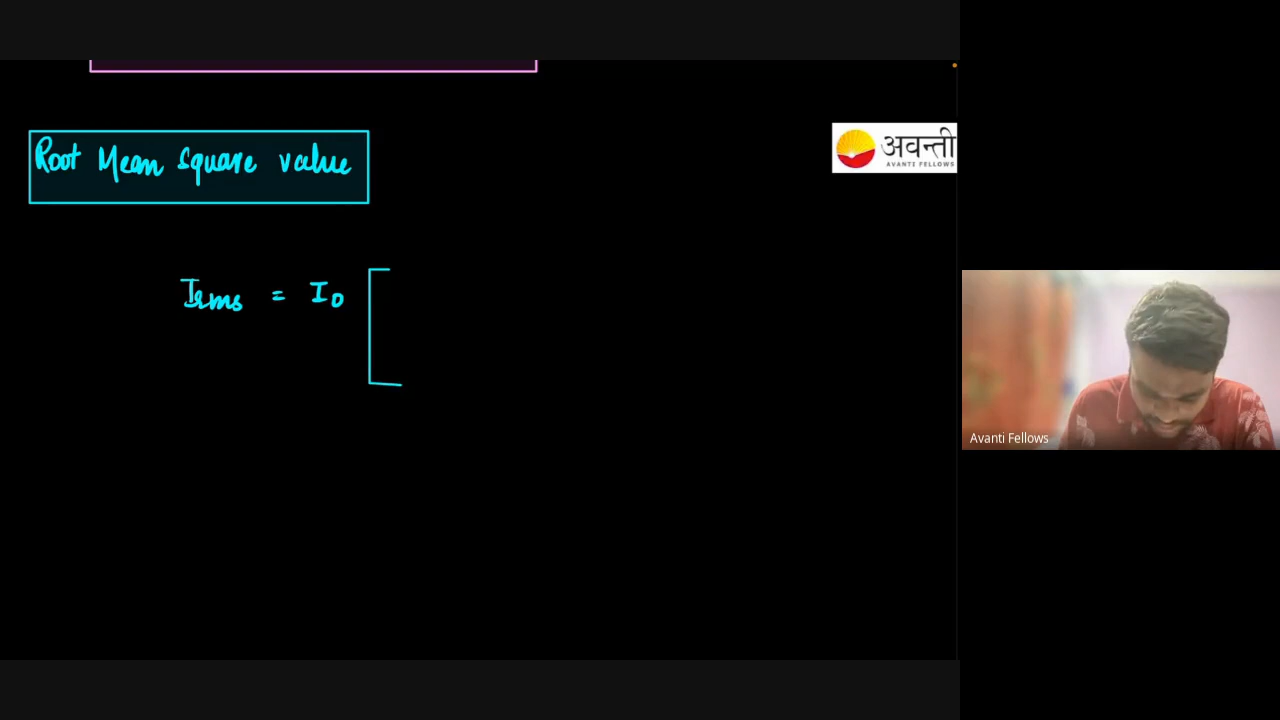 Root Mean Square value
अवन्ती
AVANTI FELLOWS
Irms = I₀ [
Avanti Fellows